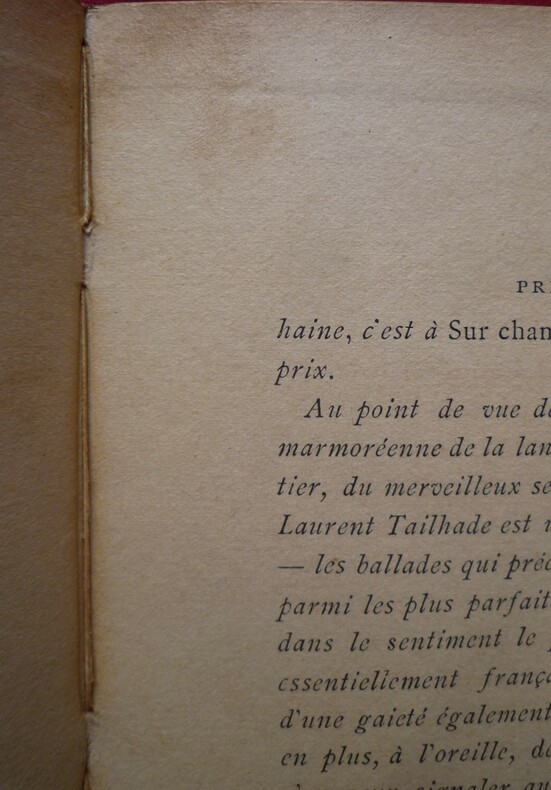 PR
haine, c'est à Sur chan
prix.
Au point de vue d
marmoréenne de la lan
tier, du merveilleux se
Laurent Tailhade est
— les ballades qui préc
parmi les plus parfait
dans le sentiment le
essentiellement frança
d'une gaieté également
en plus, à l'oreille, d
signaler